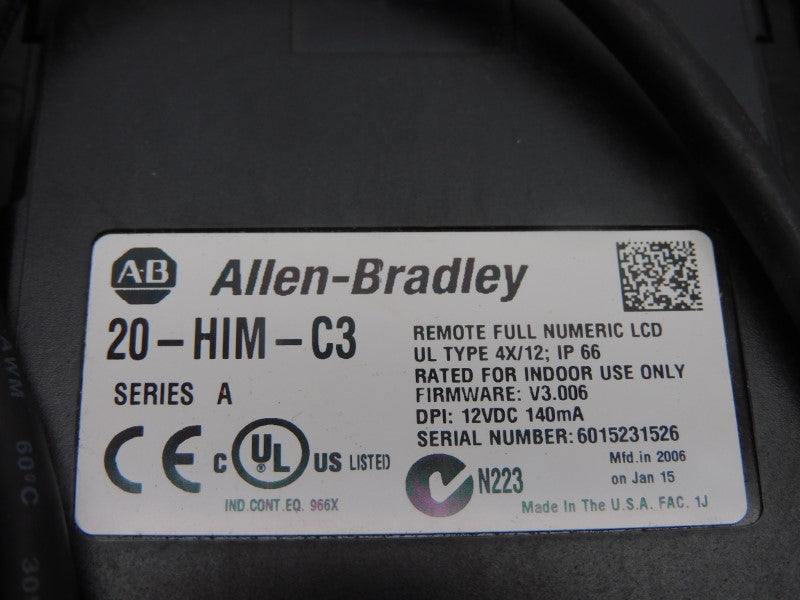 A·B Allen-Bradley
20-HIM-C3
SERIES A
REMOTE FULL NUMERIC LCD
UL TYPE 4X/12; IP 66
RATED FOR INDOOR USE ONLY
FIRMWARE: V3.006
DPI: 12VDC 140mA
SERIAL NUMBER: 6015231526
Mfd. in 2006
on Jan 15
CE c UL US LISTED
IND. CONT. EQ. 966X
N223
Made In The U.S.A. FAC. 1J
AWM 60°C